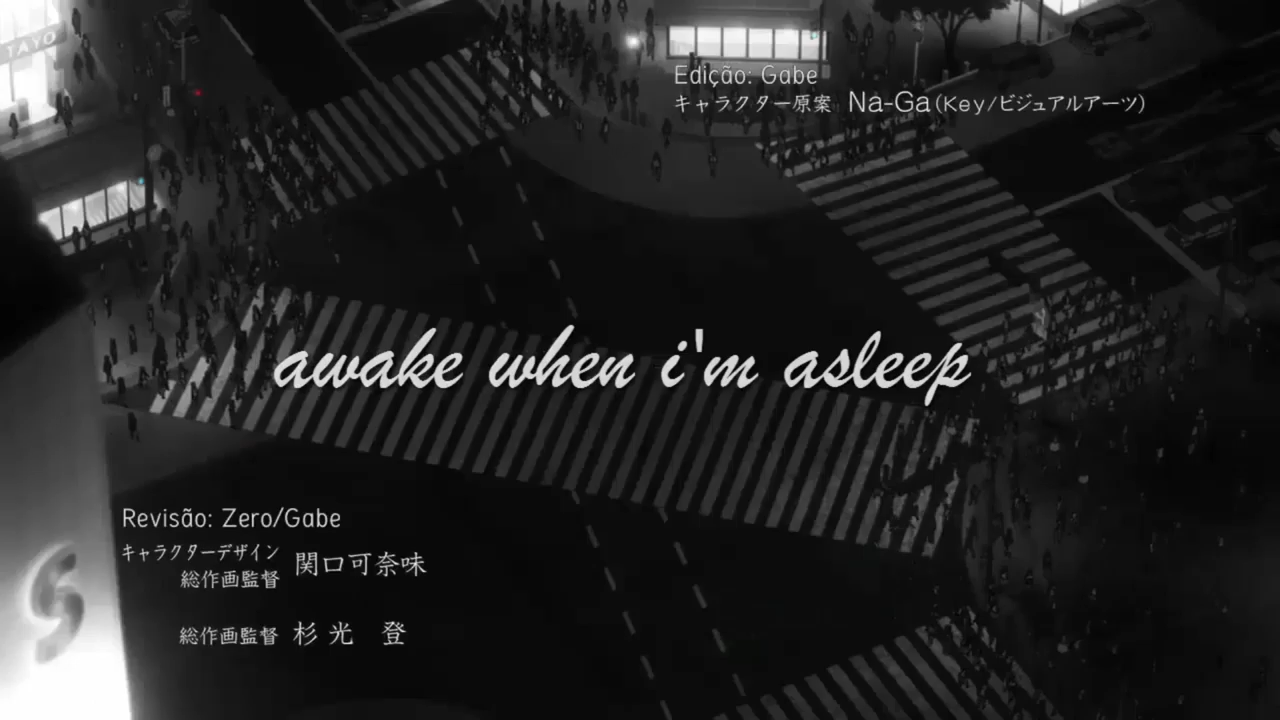 TAYO
Edição: Gabe
キャラクター原案 Na-Ga(Key/ビジュアルアーツ)
awake when i'm asleep
Revisão: Zero/Gabe
キャラクターデザイン
総作画監督 関口可奈味
総作画監督 杉光 登
S